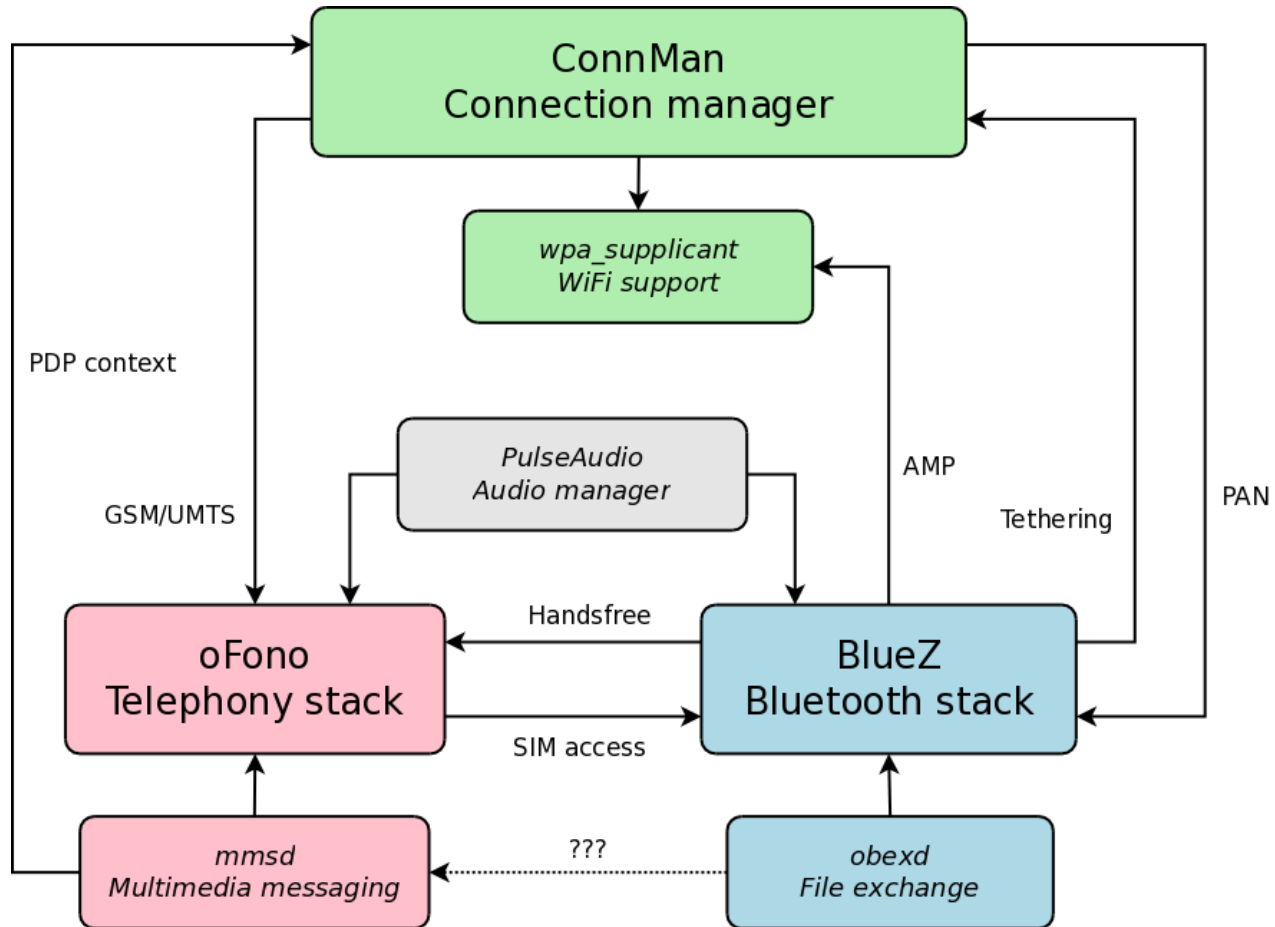 ConnMan
Connection manager
wpa_supplicant
WiFi support
PDP context
PulseAudio
Audio manager
AMP
PAN
GSM/UMTS
Tethering
Handsfree
oFono
Telephony stack
BlueZ
Bluetooth stack
SIM access
???
mmsd
Multimedia messaging
obexd
File exchange